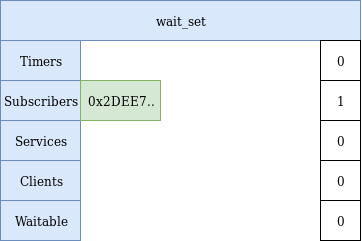 wait_set
Timers 0
Subscribers 0x2DEE7.. 1
Services 0
Clients 0
Waitable 0